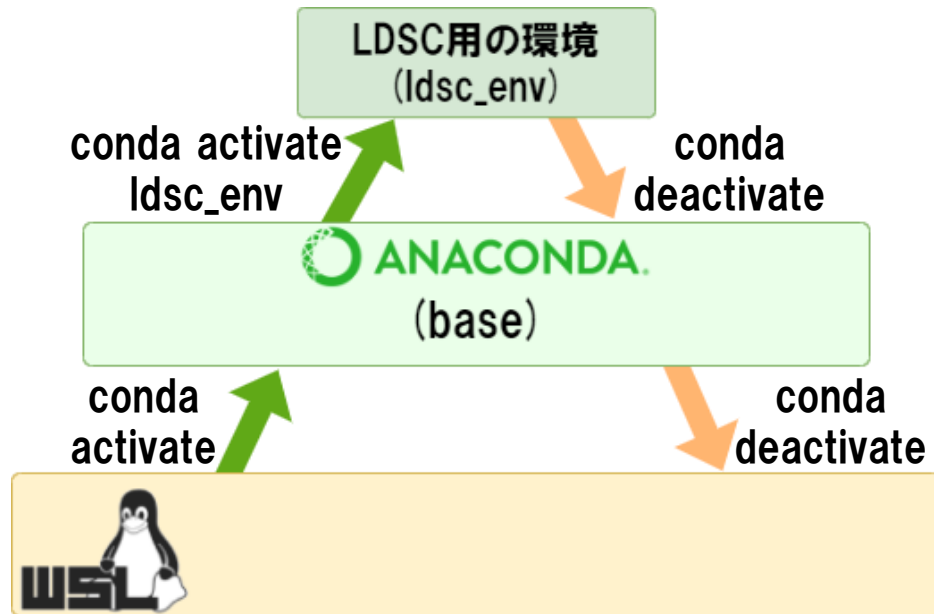 LDSC用の環境
(ldsc_env)
conda activate
ldsc_env
conda
deactivate
ANACONDA.
(base)
conda
activate
conda
deactivate
WSL